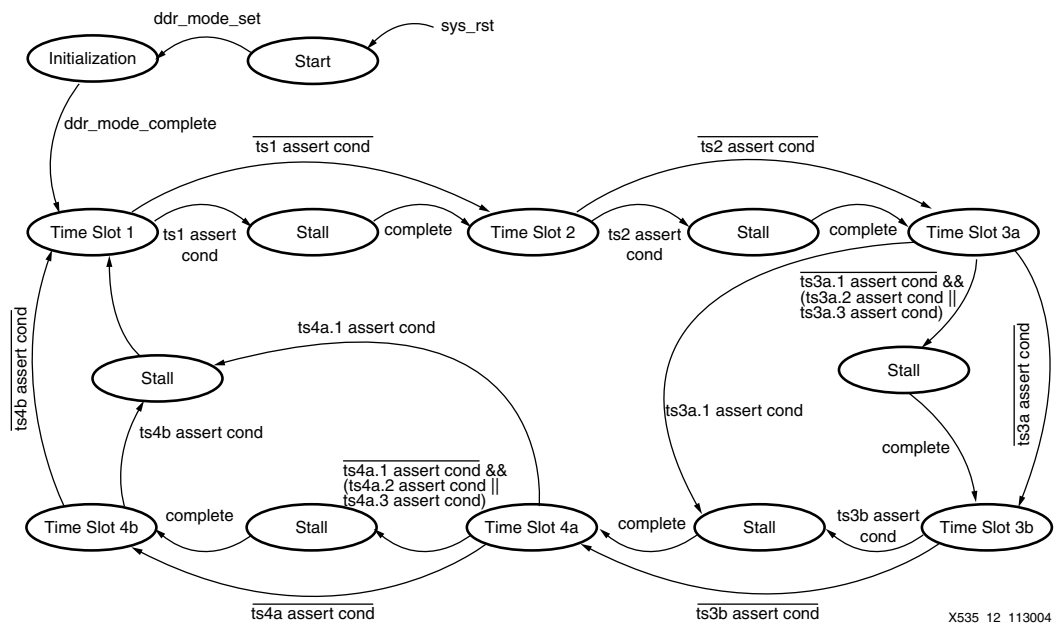 ddr_mode_set
sys_rst
Initialization
Start
ddr_mode_complete
ts1 assert cond
ts2 assert cond
Time Slot 1
ts1 assert
cond
Stall
complete
Time Slot 2
ts2 assert
cond
Stall
complete
Time Slot 3a
ts3a.1 assert cond &&
(ts3a.2 assert cond ||
ts3a.3 assert cond)
ts4b assert cond
ts4a.1 assert cond
Stall
Stall
ts3a assert cond
ts3a.1 assert cond
ts4b assert cond
complete
ts4a.1 assert cond &&
(ts4a.2 assert cond ||
ts4a.3 assert cond)
Time Slot 4b
complete
Stall
Time Slot 4a
complete
Stall
ts3b assert
cond
Time Slot 3b
ts4a assert cond
ts3b assert cond
X535_12_113004